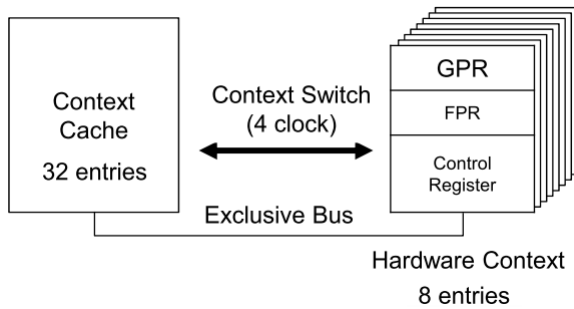 Context
Cache
32 entries
Context Switch
(4 clock)
GPR
FPR
Control
Register
Exclusive Bus
Hardware Context
8 entries